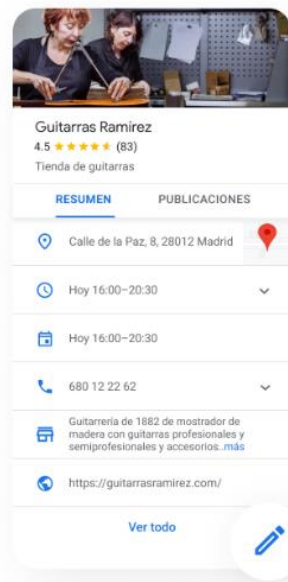 Guitarras Ramirez
4.5 ★★★★★ (83)
Tienda de guitarras
RESUMEN PUBLICACIONES
Calle de la Paz, 8, 28012 Madrid
Hoy 16:00–20:30
Hoy 16:00–20:30
680 12 22 62
Guitarrería de 1882 de mostrador de
madera con guitarras profesionales y
semiprofesionales y accesorios..más
https://guitarrasramirez.com/
Ver todo